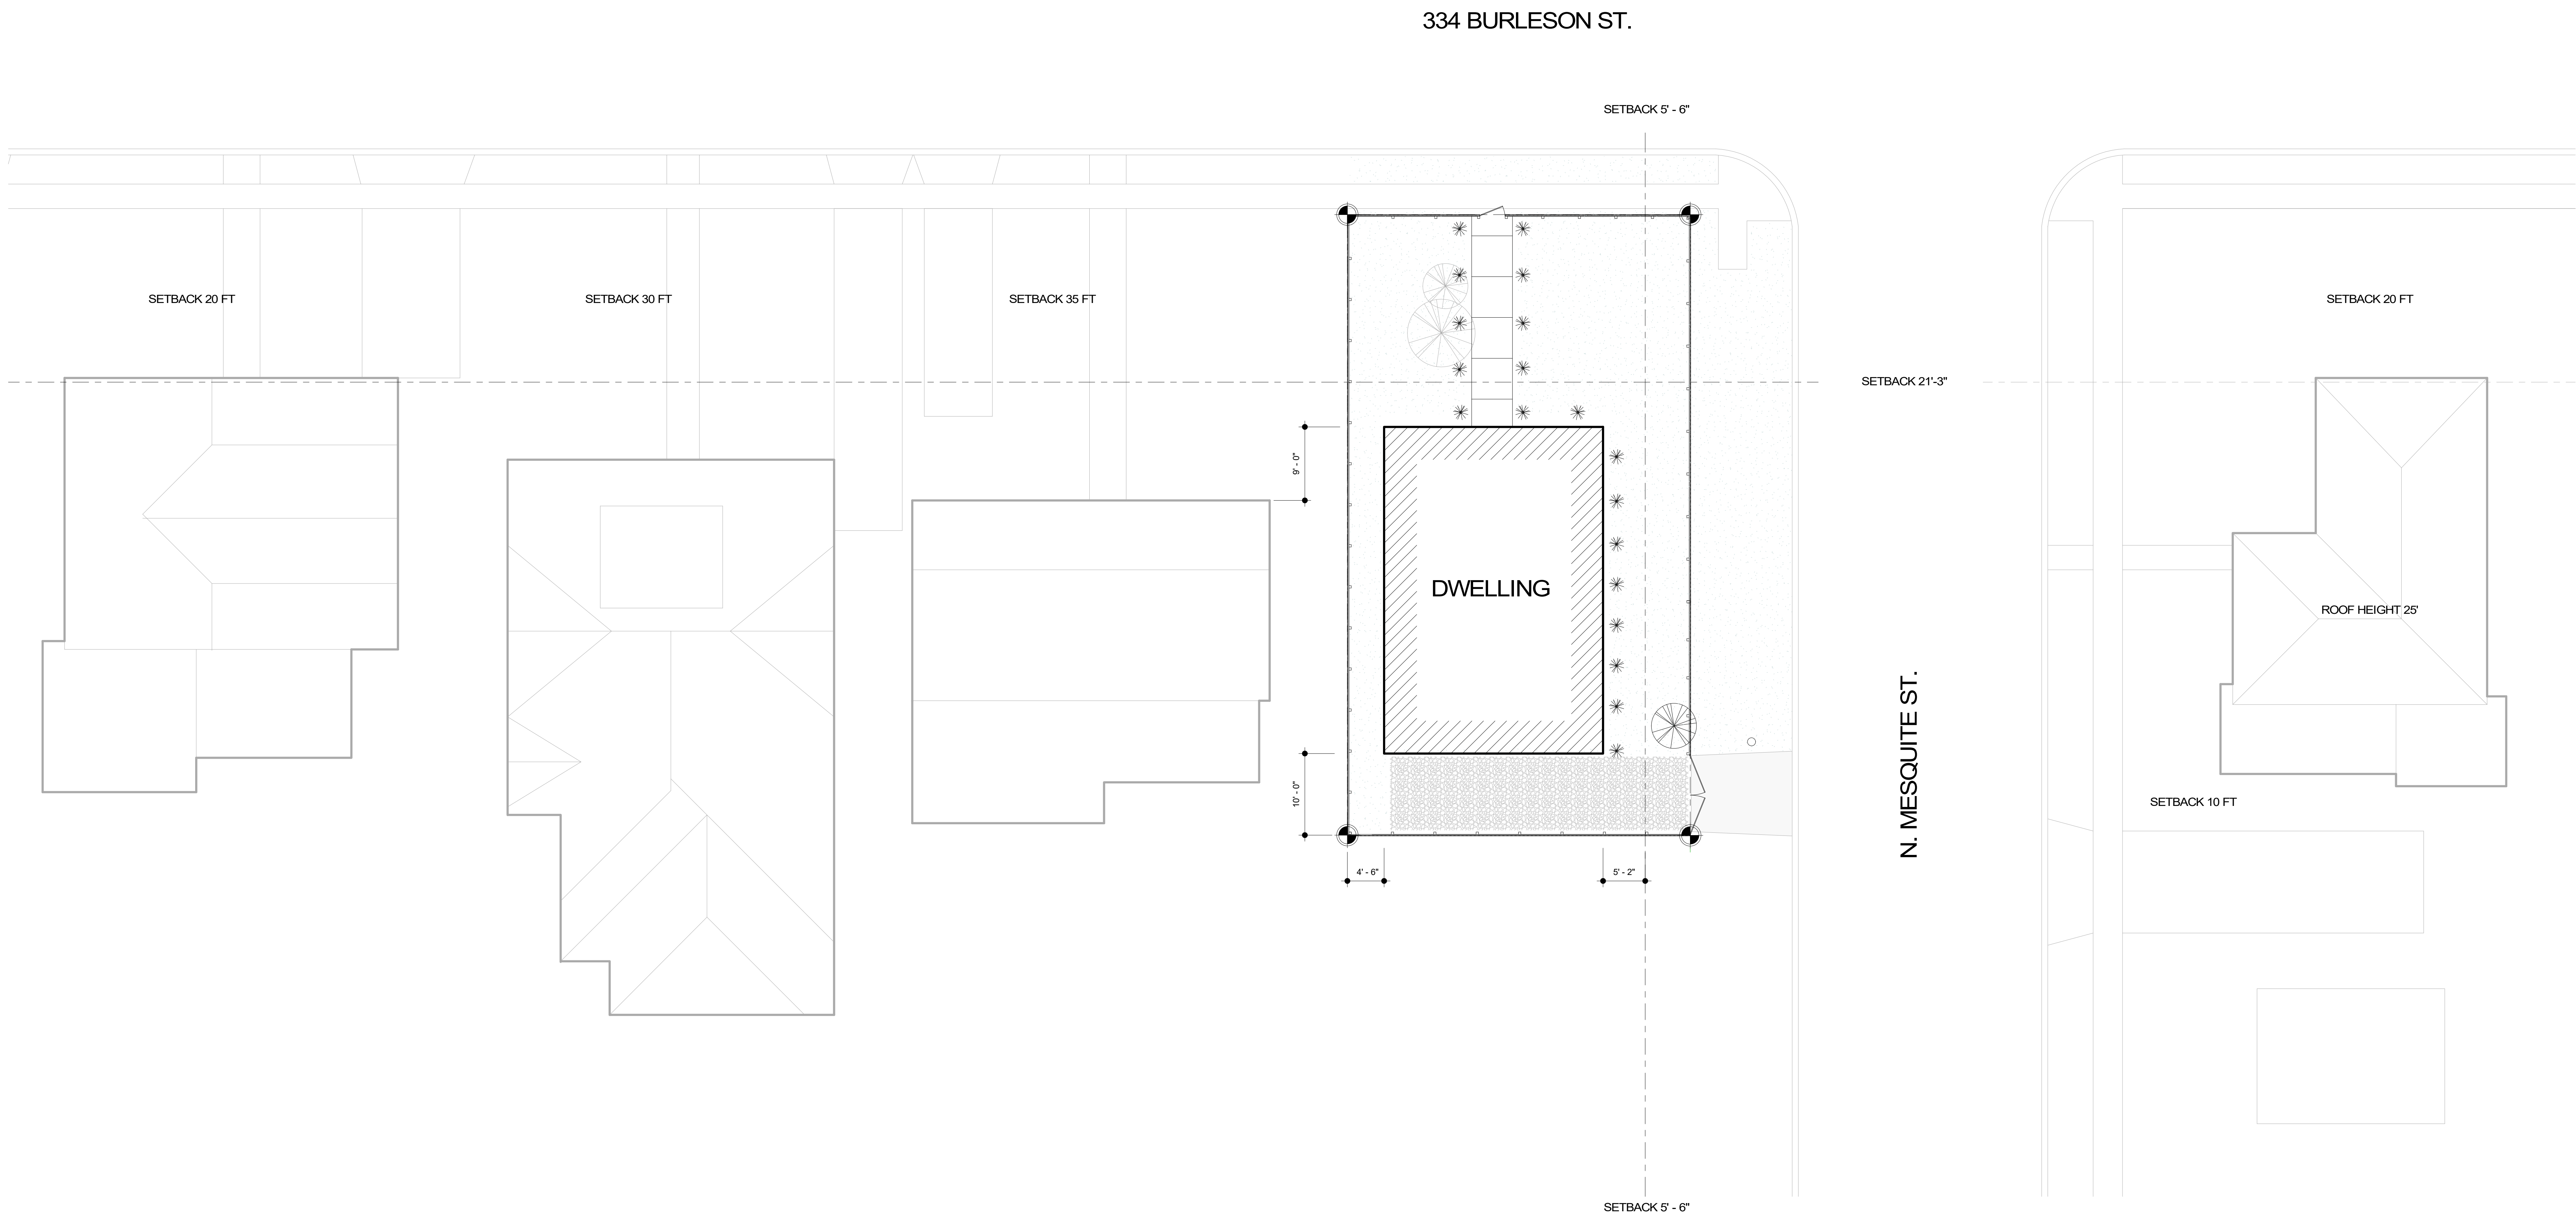 334 BURLESON ST.
SETBACK 5' - 6"
SETBACK 20 FT
SETBACK 30 FT
SETBACK 35 FT
SETBACK 20 FT
SETBACK 21'-3"
9' - 0"
DWELLING
ROOF HEIGHT 25'
N. MESQUITE ST.
10' - 0"
SETBACK 10 FT
4' - 6"
5' - 2"
SETBACK 5' - 6"